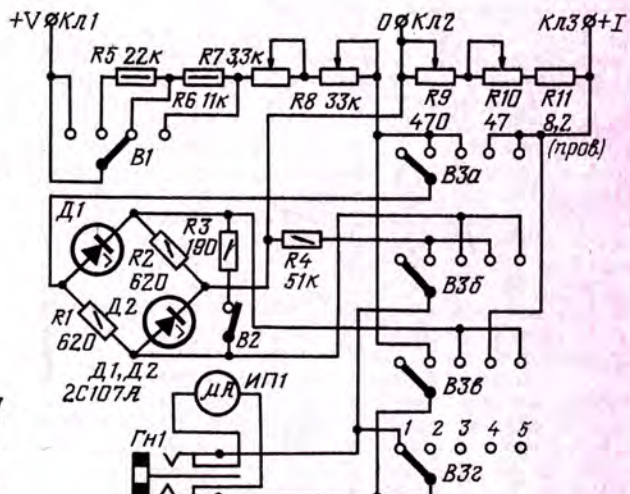 +V Кл1
0 Кл2
Кл3 +I
R5 22к
R7 3,3к
R6 11к
R8 33к
R9
470
R10
47
R11
8,2
(пров.)
В1
В3а
Д1
R3
190
R2
620
R4
51к
В3б
Д2
R1
620
В2
Д1, Д2
2С107А
В3в
μА
ИП1
Гн1
1 2 3 4 5
В3г